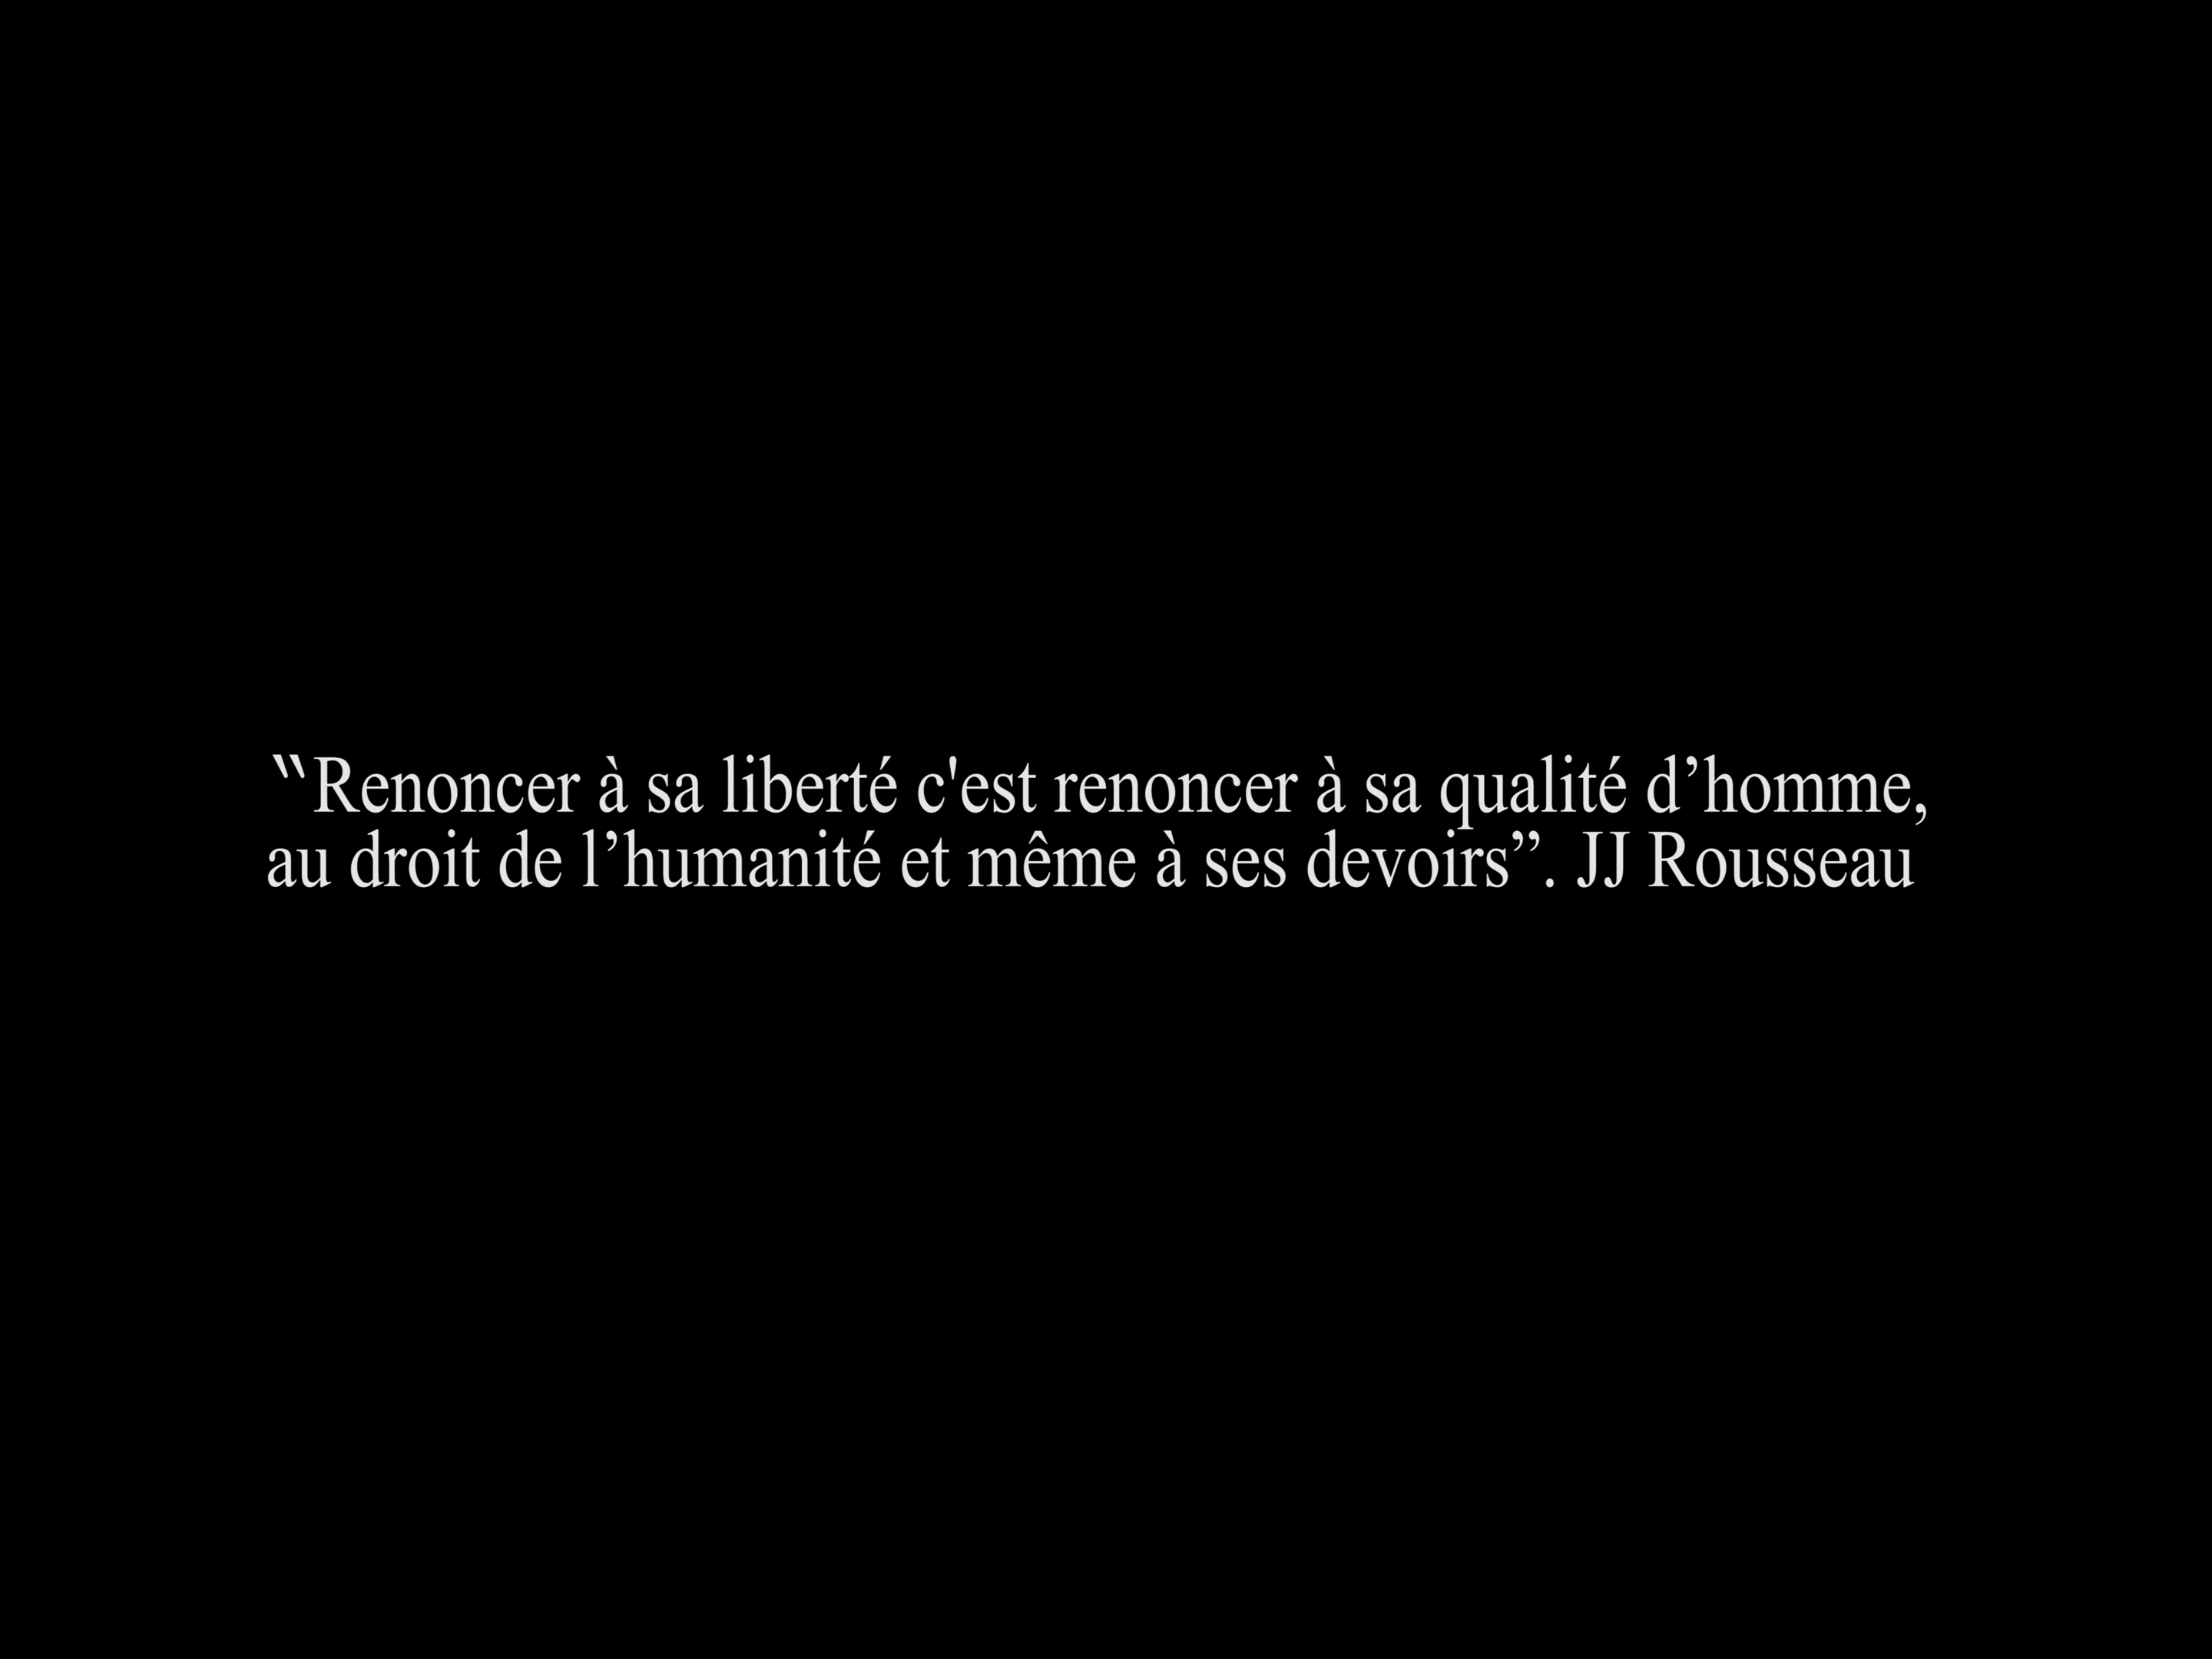 ‟Renoncer à sa liberté c'est renoncer à sa qualité d’homme,
au droit de l’humanité et même à ses devoirs”. JJ Rousseau